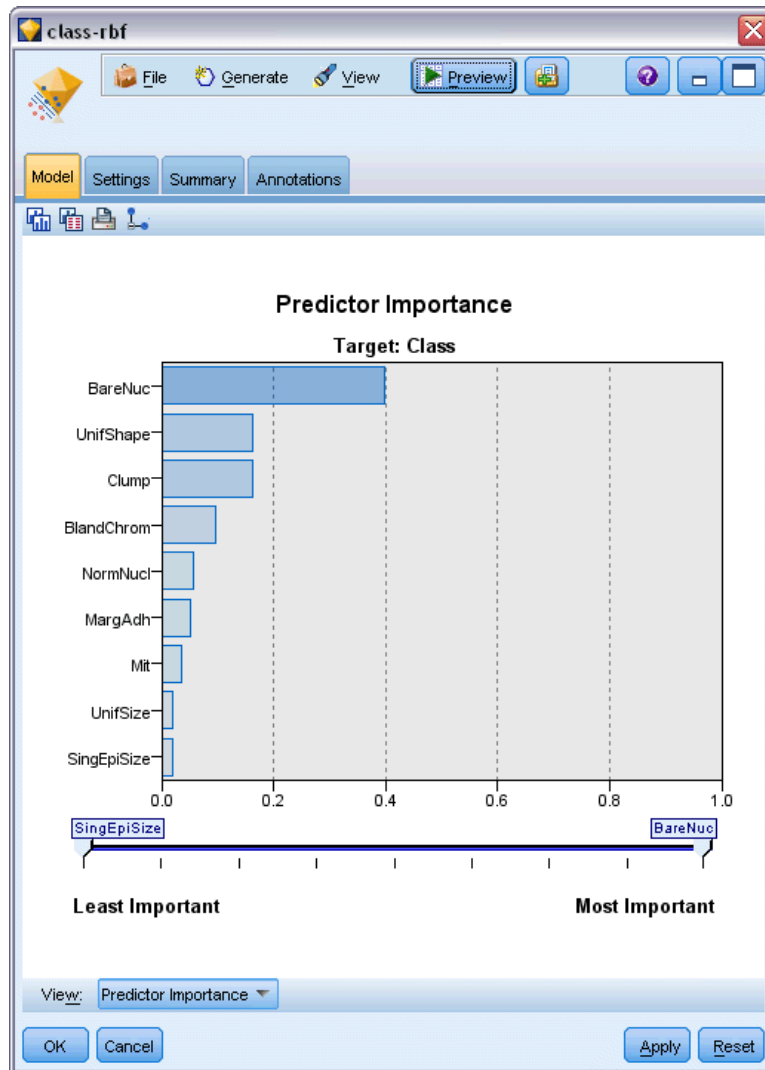 class-rbf
File Generate View Preview
Model Settings Summary Annotations
Predictor Importance
Target: Class
BareNuc
UnifShape
Clump
BlandChrom
NormNucl
MargAdh
Mit
UnifSize
SingEpiSize
0.0 0.2 0.4 0.6 0.8 1.0
SingEpiSize BareNuc
Least Important Most Important
View: Predictor Importance
OK Cancel Apply Reset